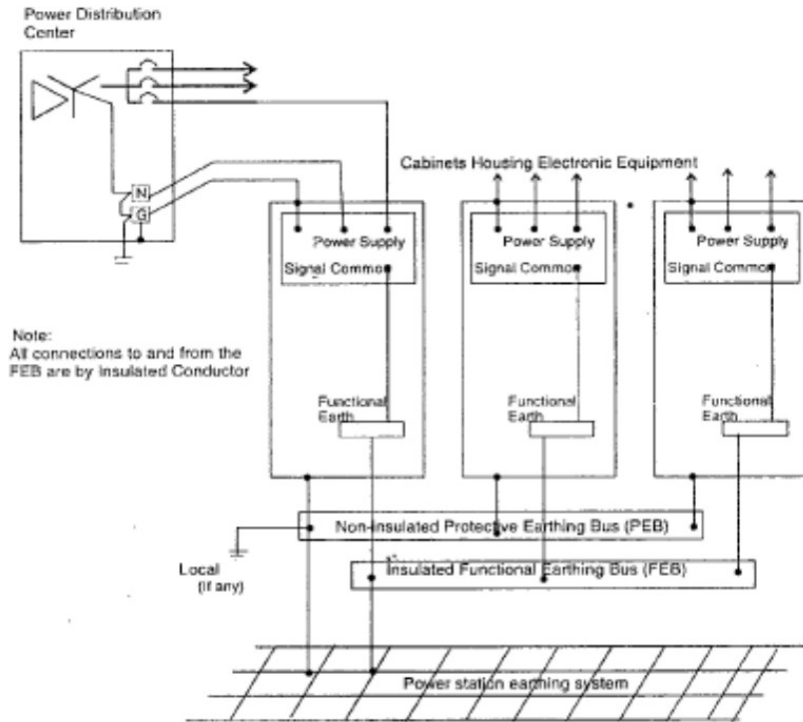 Power Distribution
Center
N
G
Cabinets Housing Electronic Equipment
Power Supply
Signal Common
Power Supply
Signal Common
Power Supply
Signal Common
Note:
All connections to and from the
FEB are by Insulated Conductor
Functional
Earth
Functional
Earth
Functional
Earth
Non-Insulated Protective Earthing Bus (PEB)
Local
(If any)
Insulated Functional Earthing Bus (FEB)
Power station earthing system